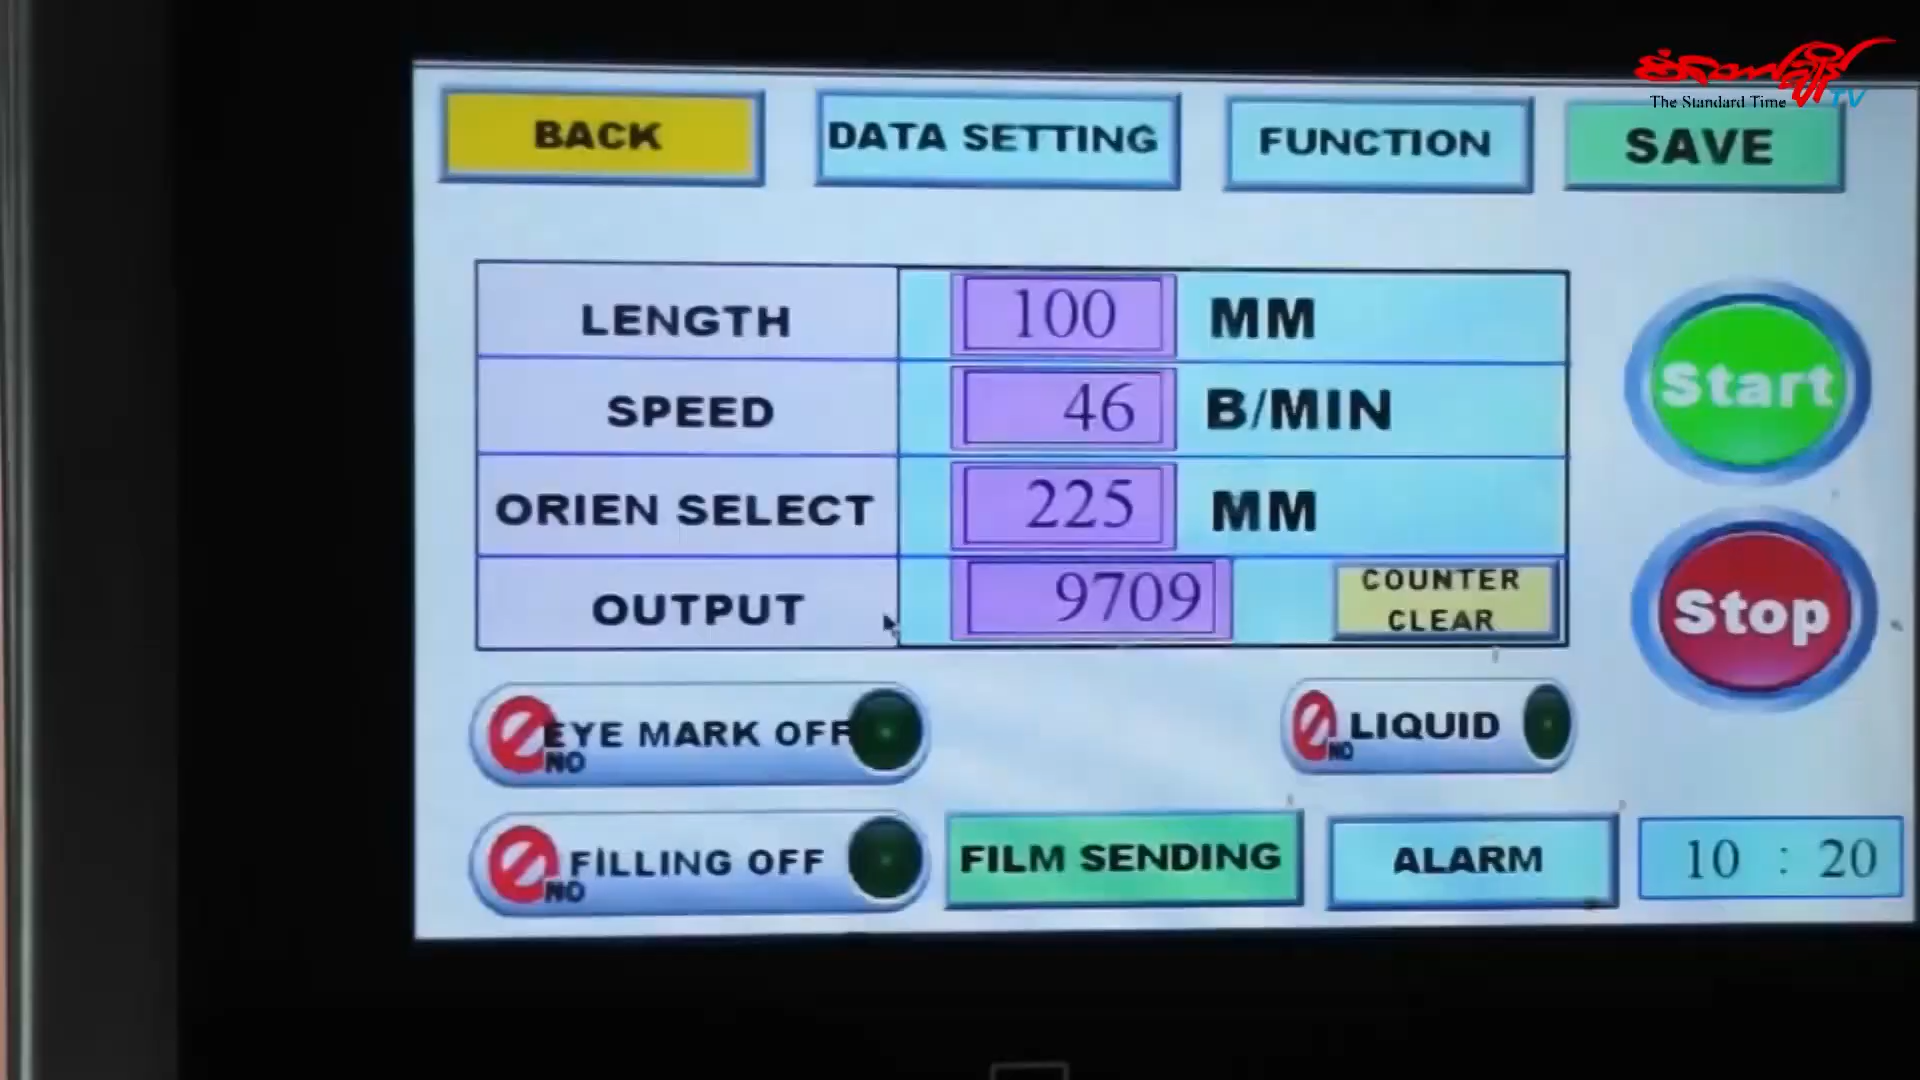 The Standard Time TV
BACK
DATA SETTING
FUNCTION
SAVE
LENGTH 100 MM
SPEED 46 B/MIN
ORIEN SELECT 225 MM
OUTPUT 9709
COUNTER
CLEAR
Start
Stop
EYE MARK OFF
NO
LIQUID
NO
FILLING OFF
NO
FILM SENDING
ALARM
10 : 20